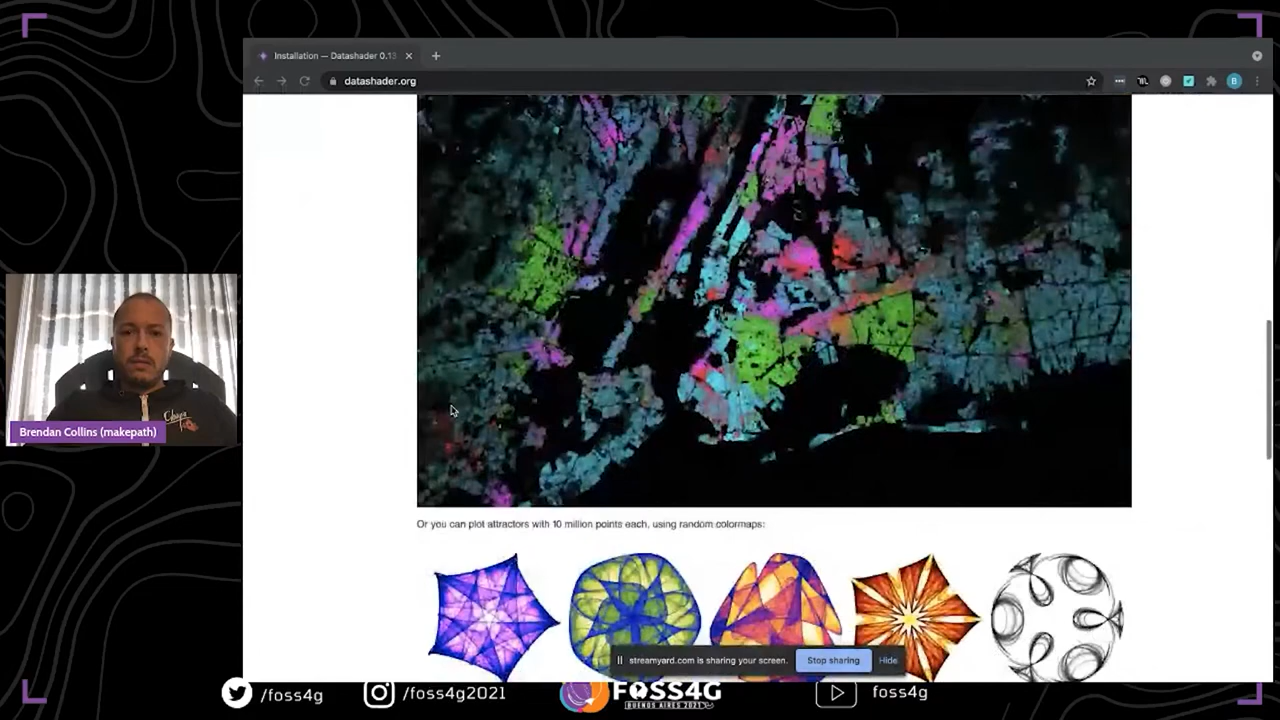 Installation — Datashader 0.13
datashader.org
B
Brendan Collins (makepath)
Or you can plot attractors with 10 million points each, using random colormaps:
streamyard.com is sharing your screen.
Stop sharing
Hide
/foss4g
/foss4g2021
FOSS4G
BUENOS AIRES 2021
foss4g